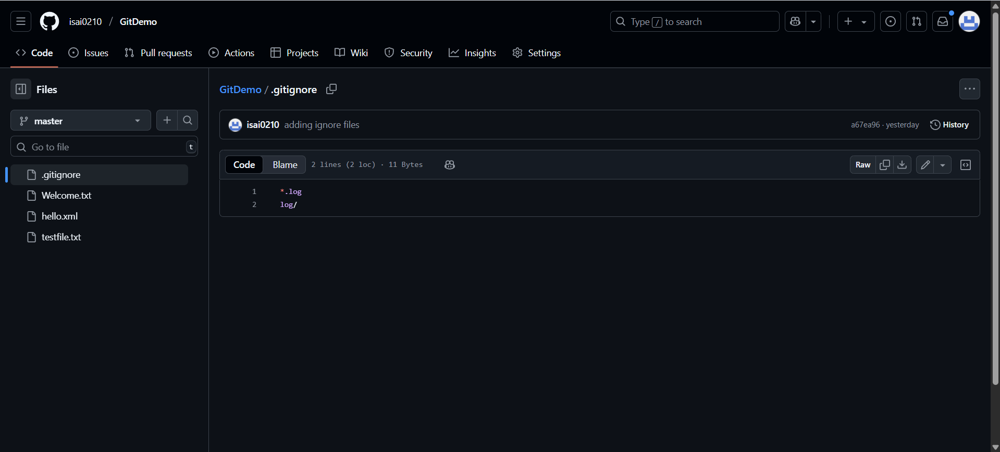 isai0210 / GitDemo
Type / to search
Code Issues Pull requests Actions Projects Wiki Security Insights Settings
Files
master
Go to file t
.gitignore
Welcome.txt
hello.xml
testfile.txt
GitDemo / .gitignore
isai0210 adding ignore files
a67ea96 · yesterday History
Code Blame 2 lines (2 loc) · 11 Bytes
Raw
1 *.log
2 log/